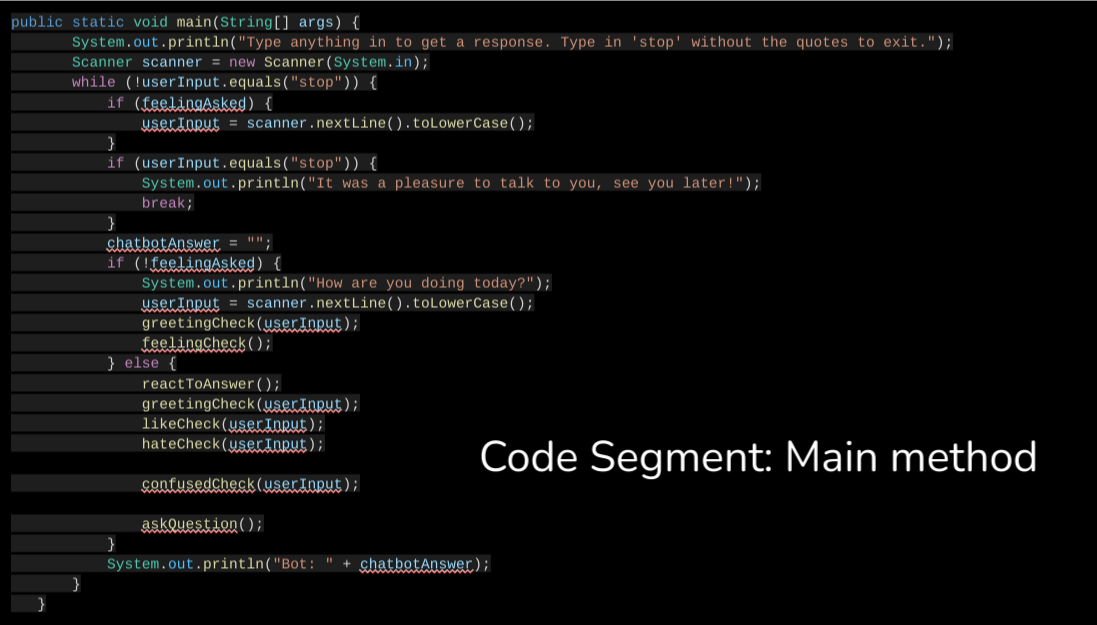 public static void main(String[] args) {
System.out.println("Type anything in to get a response. Type in 'stop' without the quotes to exit.");
Scanner scanner = new Scanner(System.in);
while (!userInput.equals("stop")) {
if (feelingAsked) {
userInput = scanner.nextLine().toLowerCase();
}
if (userInput.equals("stop")) {
System.out.println("It was a pleasure to talk to you, see you later!");
break;
}
chatbotAnswer = "";
if (!feelingAsked) {
System.out.println("How are you doing today?");
userInput = scanner.nextLine().toLowerCase();
greetingCheck(userInput);
feelingCheck();
} else {
reactToAnswer();
greetingCheck(userInput);
likeCheck(userInput);
hateCheck(userInput);
confusedCheck(userInput);
askQuestion();
}
System.out.println("Bot: " + chatbotAnswer);
}
}
Code Segment: Main method